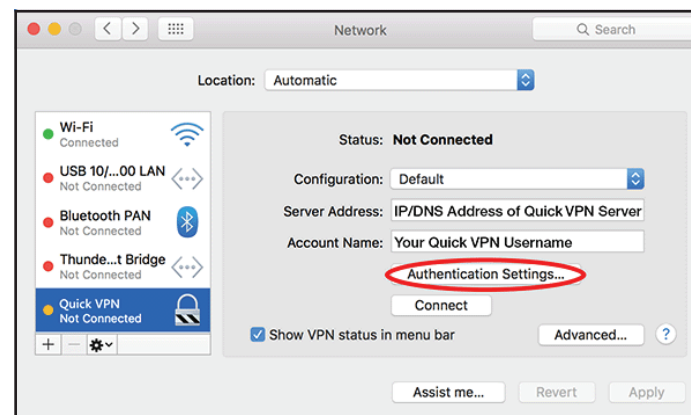 Network
Search
Location: Automatic
Wi-Fi
Connected
USB 10/...00 LAN
Not Connected
Bluetooth PAN
Not Connected
Thunde...t Bridge
Not Connected
Quick VPN
Not Connected
Status: Not Connected
Configuration: Default
Server Address: IP/DNS Address of Quick VPN Server
Account Name: Your Quick VPN Username
Authentication Settings...
Connect
Show VPN status in menu bar
Advanced...
?
Assist me...
Revert
Apply